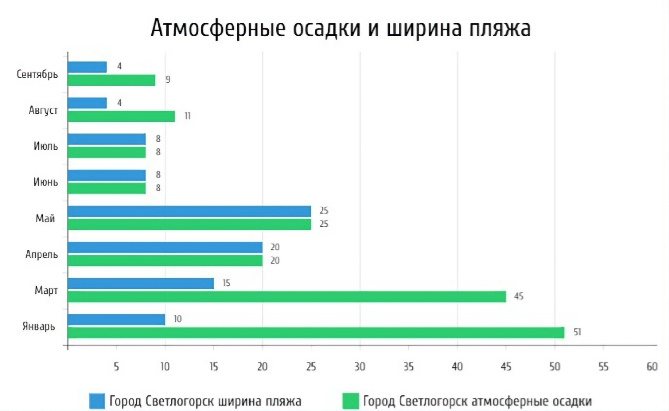 Атмосферные осадки и ширина пляжа
Сентябрь
4
9
Август
4
11
Июль
8
8
Июнь
8
8
Май
25
25
Апрель
20
20
Март
15
45
Январь
10
51
5 10 15 20 25 30 35 40 45 50 55 60
Город Светлогорск ширина пляжа Город Светлогорск атмосферные осадки